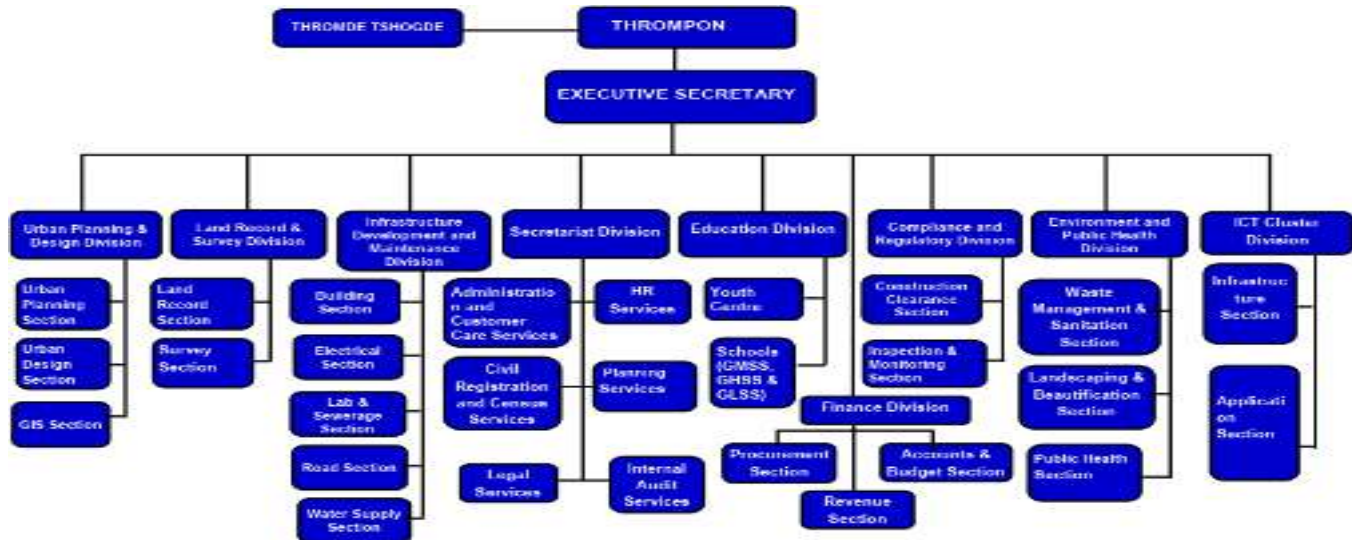 THROMDE TSHOGDE
THROMPON
EXECUTIVE SECRETARY
Urban Planning &
Design Division
Land Record &
Survey Division
Infrastructure
Development and
Maintenance
Division
Secretariat Division
Education Division
Compliance and
Regulatory Division
Environment and
Public Health
Division
ICT Cluster
Division
Urban
Planning
Section
Urban
Design
Section
GIS Section
Land
Record
Section
Survey
Section
Building
Section
Electrical
Section
Lab &
Sewerage
Section
Road Section
Water Supply
Section
Administratio
n and
Customer
Care Services
HR
Services
Civil
Registration
and Census
Services
Planning
Services
Legal
Services
Internal
Audit
Services
Youth
Centre
Schools
(GMSS,
GHSS &
GLSS)
Finance Division
Procurement
Section
Accounts &
Budget Section
Revenue
Section
Construction
Clearance
Section
Inspection &
Monitoring
Section
Waste
Management &
Sanitation
Section
Landscaping &
Beautification
Section
Public Health
Section
Infrastru
cture
Section
Applicati
on
Section